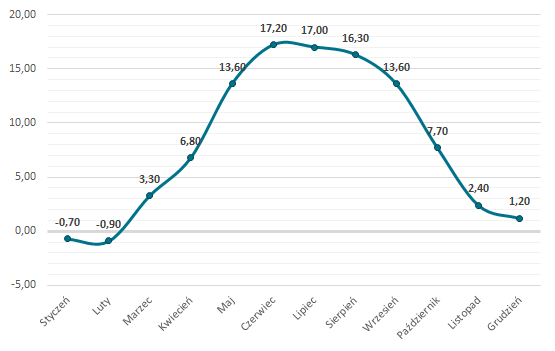 20,00
15,00
10,00
5,00
0,00
-5,00
-0,70
-0,90
3,30
6,80
13,60
17,20
17,00
16,30
13,60
7,70
2,40
1,20
Styczeń
Luty
Marzec
Kwiecień
Maj
Czerwiec
Lipiec
Sierpień
Wrzesień
Październik
Listopad
Grudzień